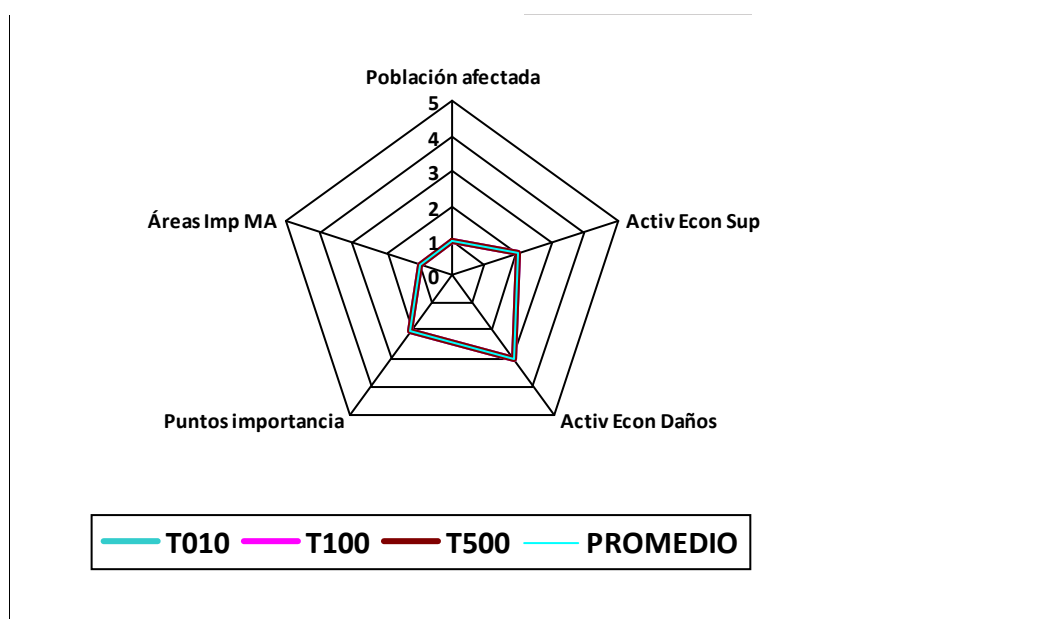 Población afectada
5
4
3
2
1
0
Áreas Imp MA
Activ Econ Sup
Puntos importancia
Activ Econ Daños
T010 T100 T500 PROMEDIO